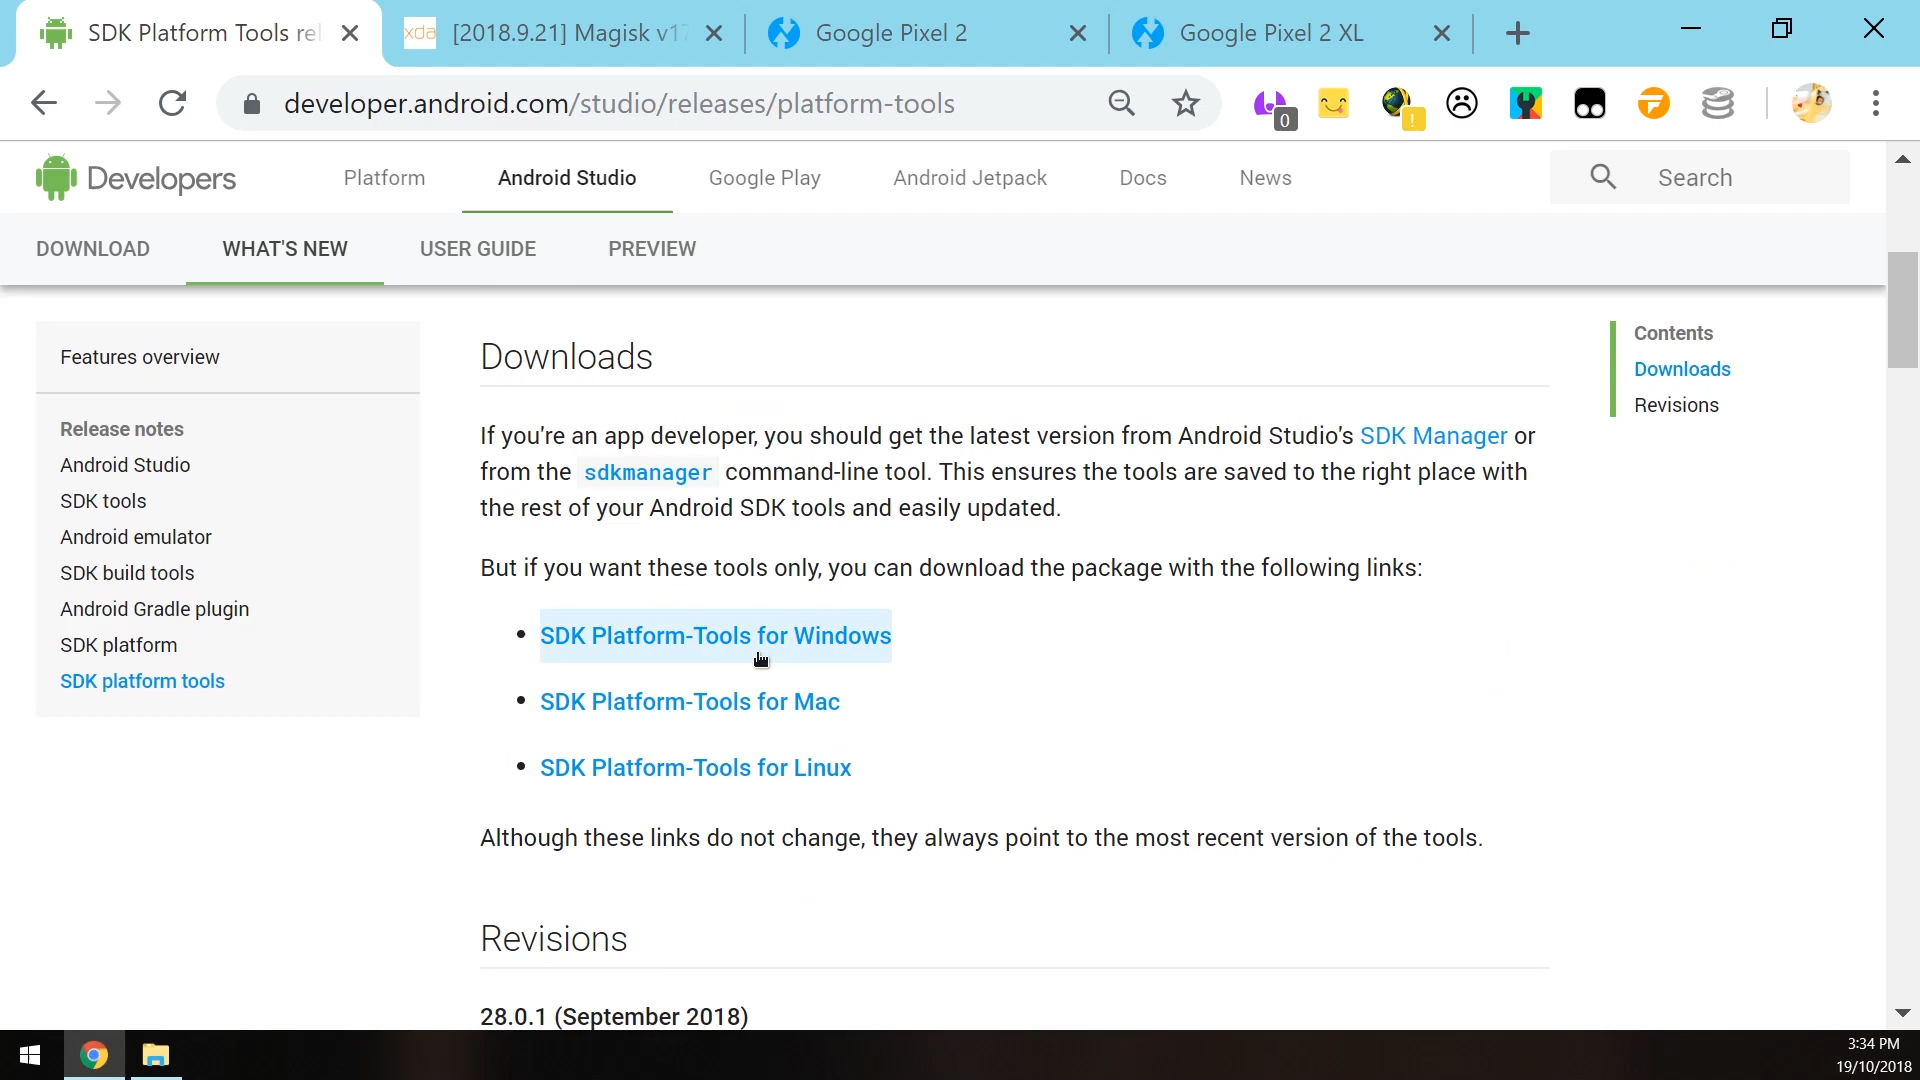 SDK Platform Tools rel
xda [2018.9.21] Magisk v17
Google Pixel 2
Google Pixel 2 XL
developer.android.com/studio/releases/platform-tools
0
!
Developers
Platform
Android Studio
Google Play
Android Jetpack
Docs
News
Search
DOWNLOAD
WHAT'S NEW
USER GUIDE
PREVIEW
Features overview
Release notes
Android Studio
SDK tools
Android emulator
SDK build tools
Android Gradle plugin
SDK platform
SDK platform tools
Downloads
If you're an app developer, you should get the latest version from Android Studio's SDK Manager or
from the sdkmanager command-line tool. This ensures the tools are saved to the right place with
the rest of your Android SDK tools and easily updated.
But if you want these tools only, you can download the package with the following links:
• SDK Platform-Tools for Windows
• SDK Platform-Tools for Mac
• SDK Platform-Tools for Linux
Although these links do not change, they always point to the most recent version of the tools.
Revisions
28.0.1 (September 2018)
Contents
Downloads
Revisions
3:34 PM
19/10/2018